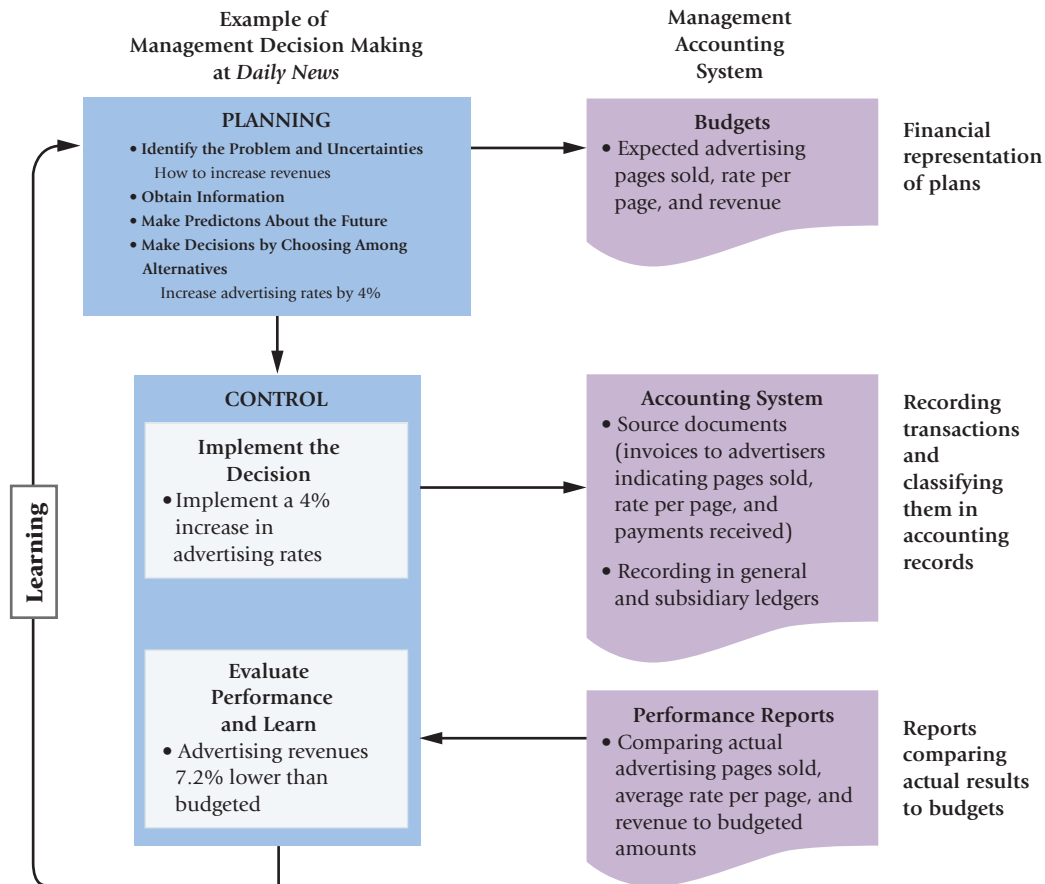 Example of
Management Decision Making
at Daily News
Management
Accounting
System
PLANNING
• Identify the Problem and Uncertainties
How to increase revenues
• Obtain Information
• Make Predictons About the Future
• Make Decisions by Choosing Among
Alternatives
Increase advertising rates by 4%
Budgets
• Expected advertising
pages sold, rate per
page, and revenue
Financial
representation
of plans
CONTROL
Implement the
Decision
• Implement a 4%
increase in
advertising rates
Accounting System
• Source documents
(invoices to advertisers
indicating pages sold,
rate per page, and
payments received)
• Recording in general
and subsidiary ledgers
Recording
transactions
and
classifying
them in
accounting
records
Learning
Evaluate
Performance
and Learn
• Advertising revenues
7.2% lower than
budgeted
Performance Reports
• Comparing actual
advertising pages sold,
average rate per page, and
revenue to budgeted
amounts
Reports
comparing
actual results
to budgets